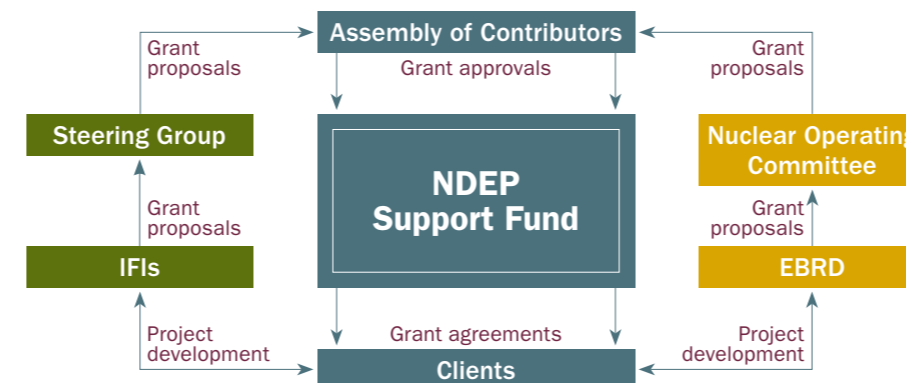 Assembly of Contributors
Grant
proposals
Grant approvals
Grant
proposals
Steering Group
Nuclear Operating
Committee
NDEP
Support Fund
Grant
proposals
Grant
proposals
IFIs
EBRD
Project
development
Grant agreements
Project
development
Clients